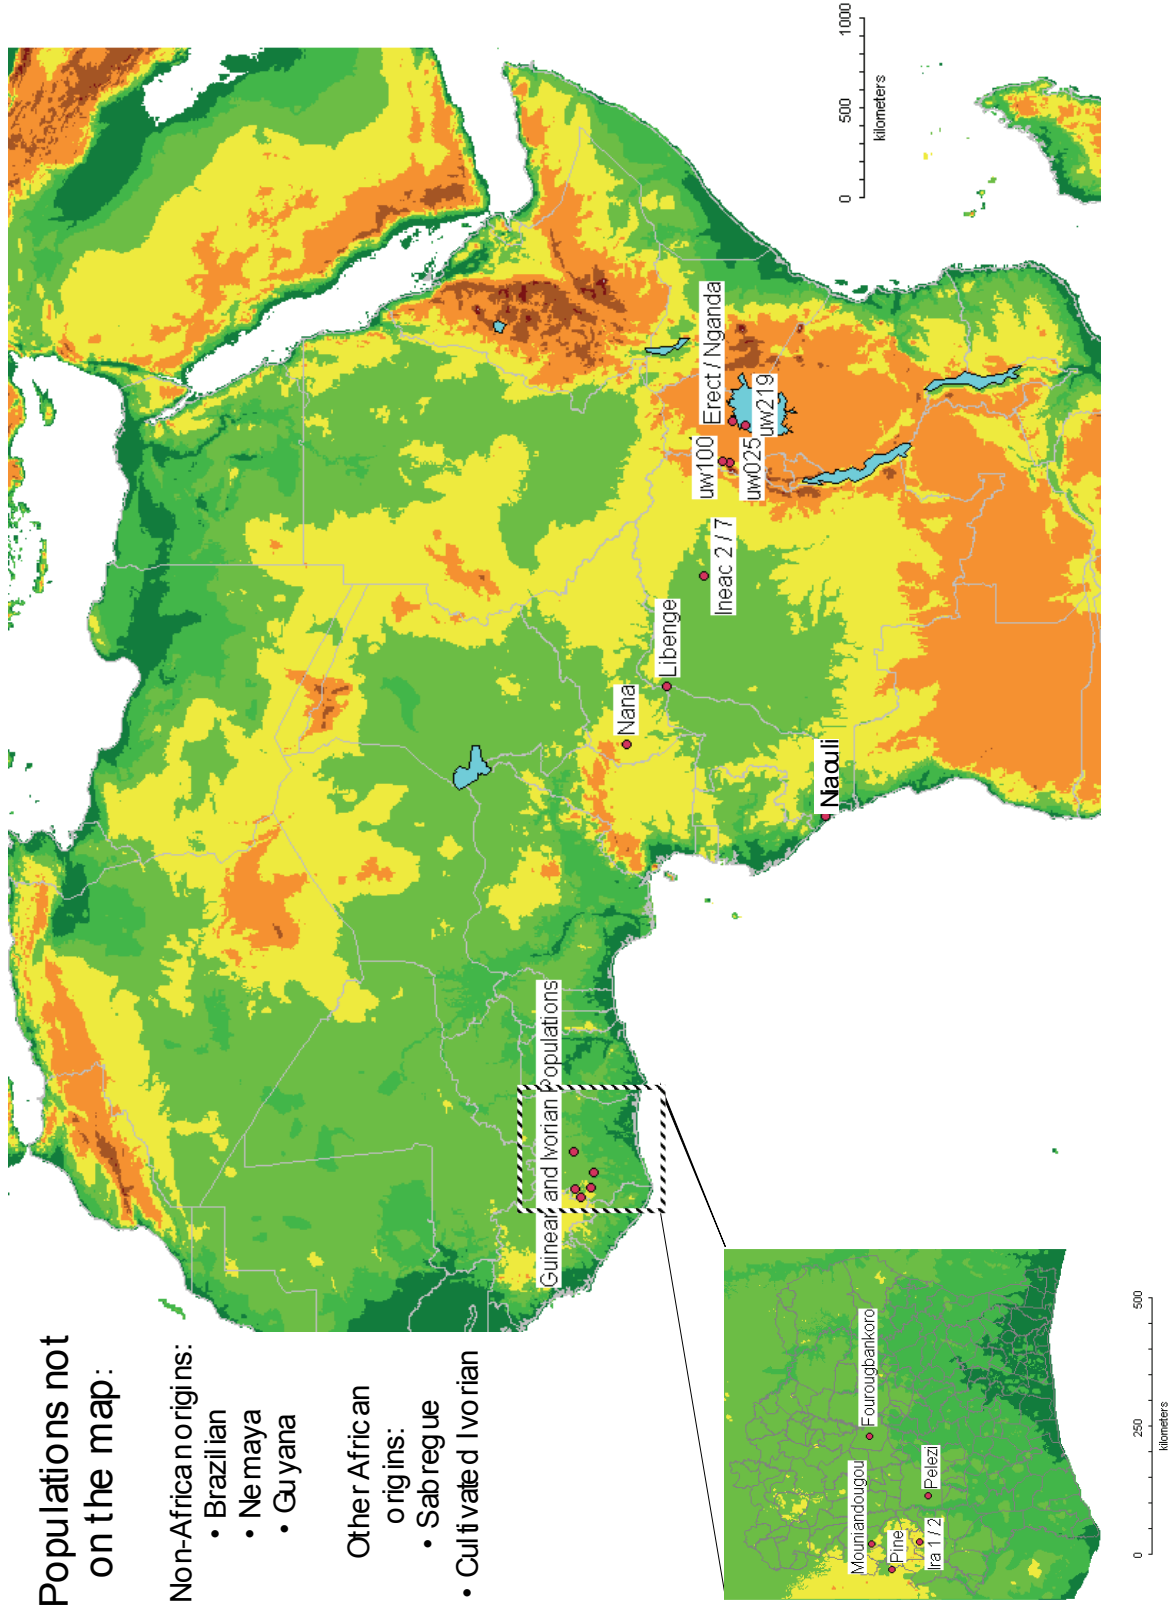 Populations not
on the map:
Non-African origins:
• Brazilian
• Nemaya
• Guyana
Other African
origins:
• Sabregue
• Cultivated Ivorian
Guinean and Ivorian Populations
Nana
Libenge
Niaouli
Ineac 2 / 7
uw100
uw025
Erect / Nganda
uw219
0 500 1000
kilometers
Mouniandougou
Fourougbankoro
Pine
Ira 1 / 2
Pelezi
0 250 500
kilometers